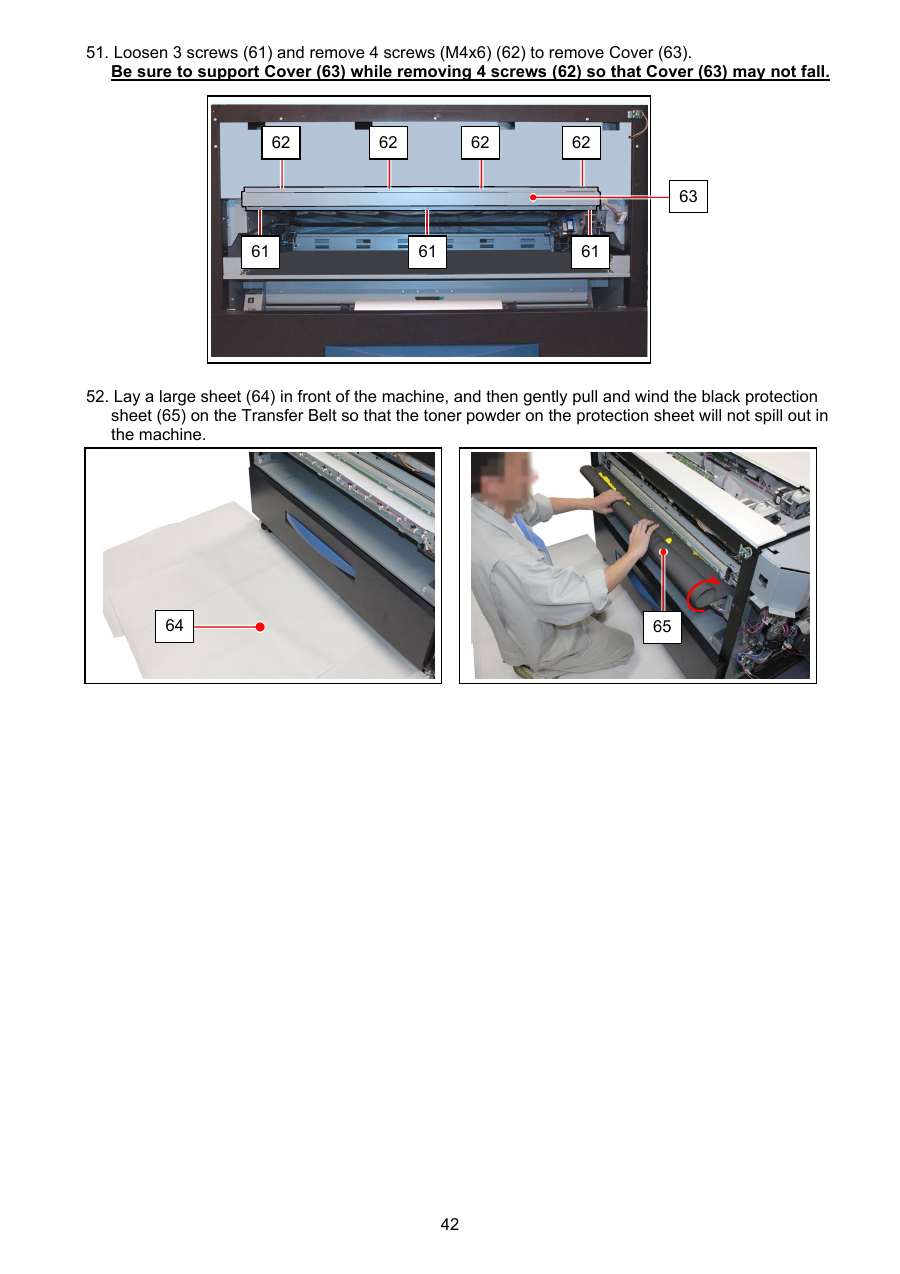 51. Loosen 3 screws (61) and remove 4 screws (M4x6) (62) to remove Cover (63).
Be sure to support Cover (63) while removing 4 screws (62) so that Cover (63) may not fall.
62 62 62 62
63
61 61 61
52. Lay a large sheet (64) in front of the machine, and then gently pull and wind the black protection
sheet (65) on the Transfer Belt so that the toner powder on the protection sheet will not spill out in
the machine.
64
65
42